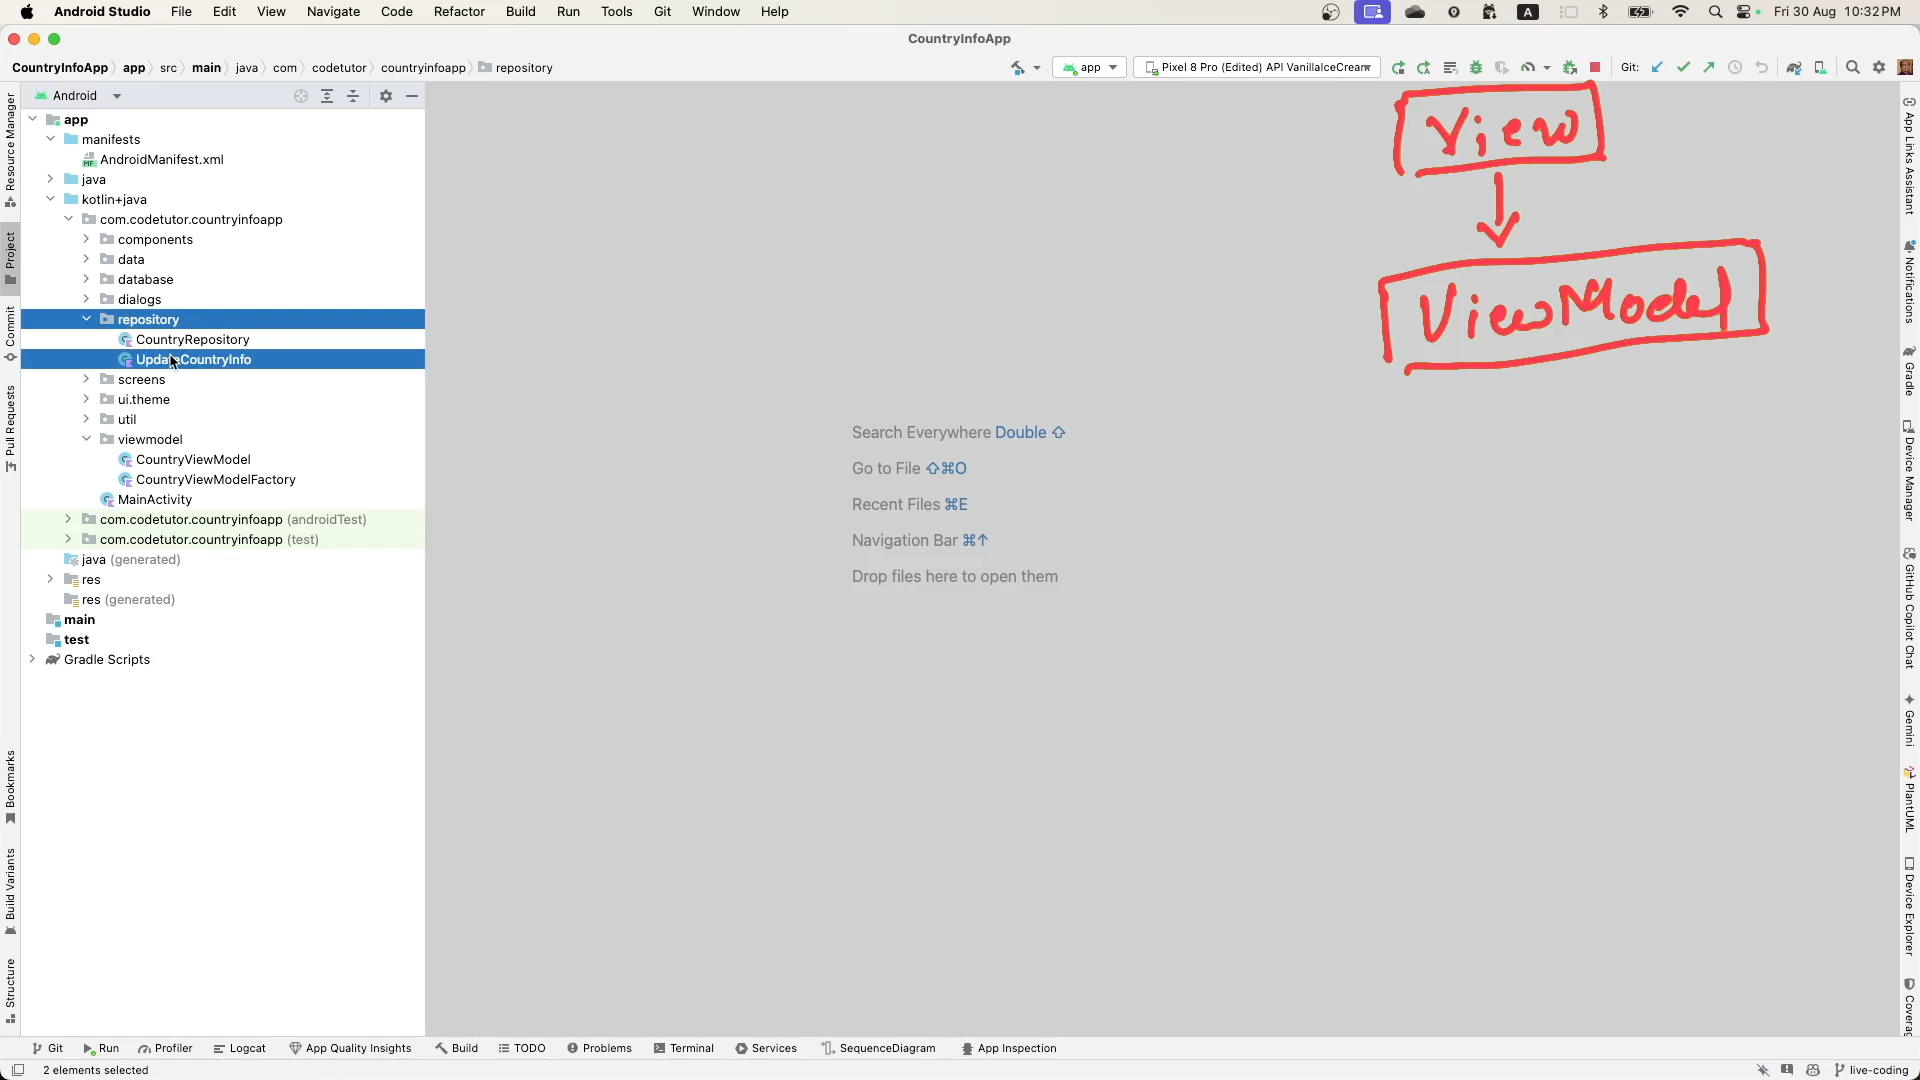 Android Studio File Edit View Navigate Code Refactor Build Run Tools Git Window Help A Fri 30 Aug 10:32 PM
CountryInfoApp
CountryInfoApp app src main java com codetutor countryinfoapp repository app Pixel 8 Pro (Edited) API VanillaIceCream Git:
Android
app
manifests
AndroidManifest.xml
java
kotlin+java
com.codetutor.countryinfoapp
components
data
database
dialogs
repository
CountryRepository
UpdateCountryInfo
screens
ui.theme
util
viewmodel
CountryViewModel
CountryViewModelFactory
MainActivity
com.codetutor.countryinfoapp (androidTest)
com.codetutor.countryinfoapp (test)
java (generated)
res
res (generated)
main
test
Gradle Scripts
Resource Manager
Project
Commit
Pull Requests
Bookmarks
Build Variants
Structure
View
ViewModel
Search Everywhere Double ⇧
Go to File ⇧⌘O
Recent Files ⌘E
Navigation Bar ⌘↑
Drop files here to open them
App Links Assistant
Notifications
Gradle
Device Manager
GitHub Copilot Chat
Gemini
PlantUML
Device Explorer
Coverag
Git Run Profiler Logcat App Quality Insights Build TODO Problems Terminal Services SequenceDiagram App Inspection
2 elements selected live-coding